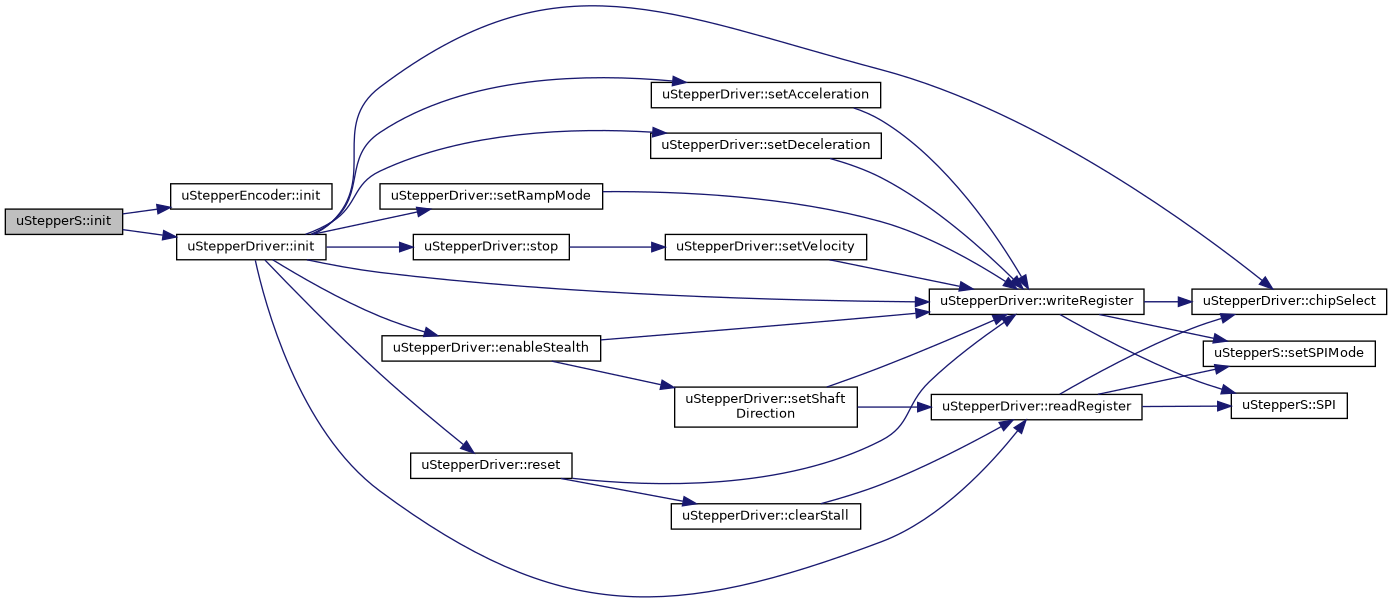 uStepperS::init
uStepperEncoder::init
uStepperDriver::init
uStepperDriver::setAcceleration
uStepperDriver::setDeceleration
uStepperDriver::setRampMode
uStepperDriver::stop
uStepperDriver::setVelocity
uStepperDriver::enableStealth
uStepperDriver::setShaft
Direction
uStepperDriver::reset
uStepperDriver::clearStall
uStepperDriver::writeRegister
uStepperDriver::readRegister
uStepperDriver::chipSelect
uStepperS::setSPIMode
uStepperS::SPI